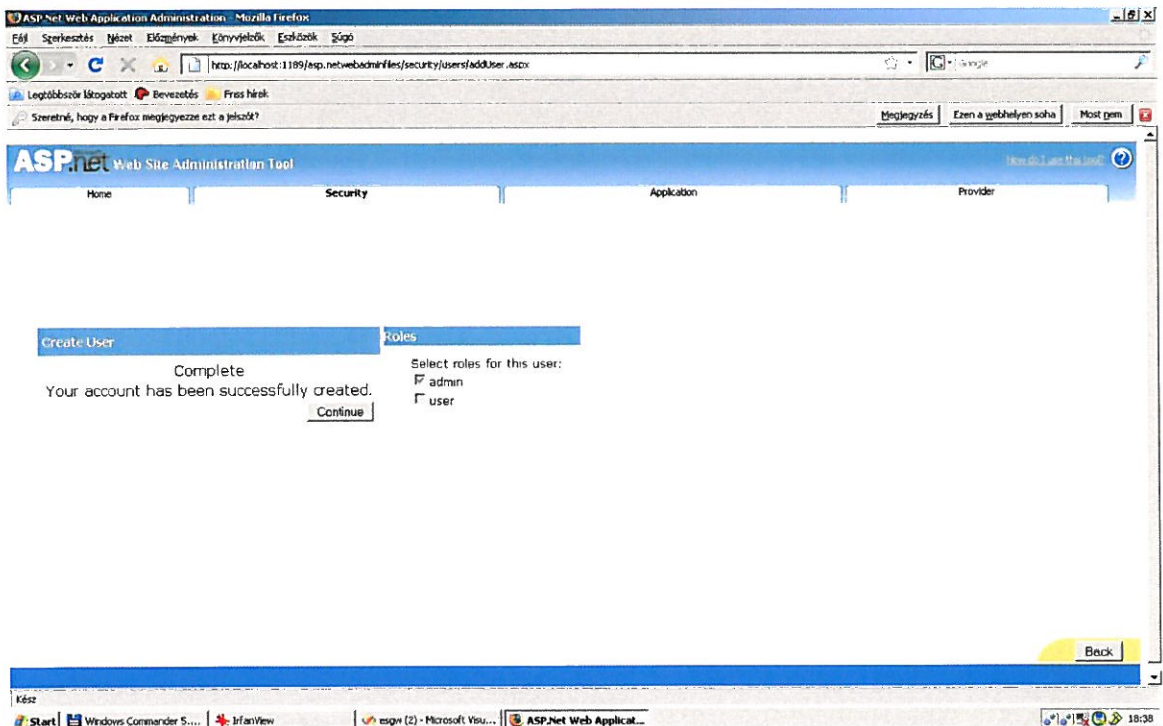 ASP.Net Web Application Administration - Mozilla Firefox
Fájl Szerkesztés Nézet Előzmények Könyvjelzők Eszközök Súgó
http://localhost:1189/asp.netwebadminfiles/security/users/addUser.aspx
Google
Legtöbbször látogatott Bevezetés Friss hírek
Szeretné, hogy a Firefox megjegyezze ezt a jelszót? Megjegyzés Ezen a webhelyen soha Most nem
ASP.net Web Site Administration Tool How do I use this tool? ?
Home Security Application Provider
Create User Roles
Complete
Your account has been successfully created.
Continue
Select roles for this user:
admin
user
Back
Kész
Start Windows Commander 5.... IrfanView esgw (2) - Microsoft Visu... ASP.Net Web Applicat... 18:38